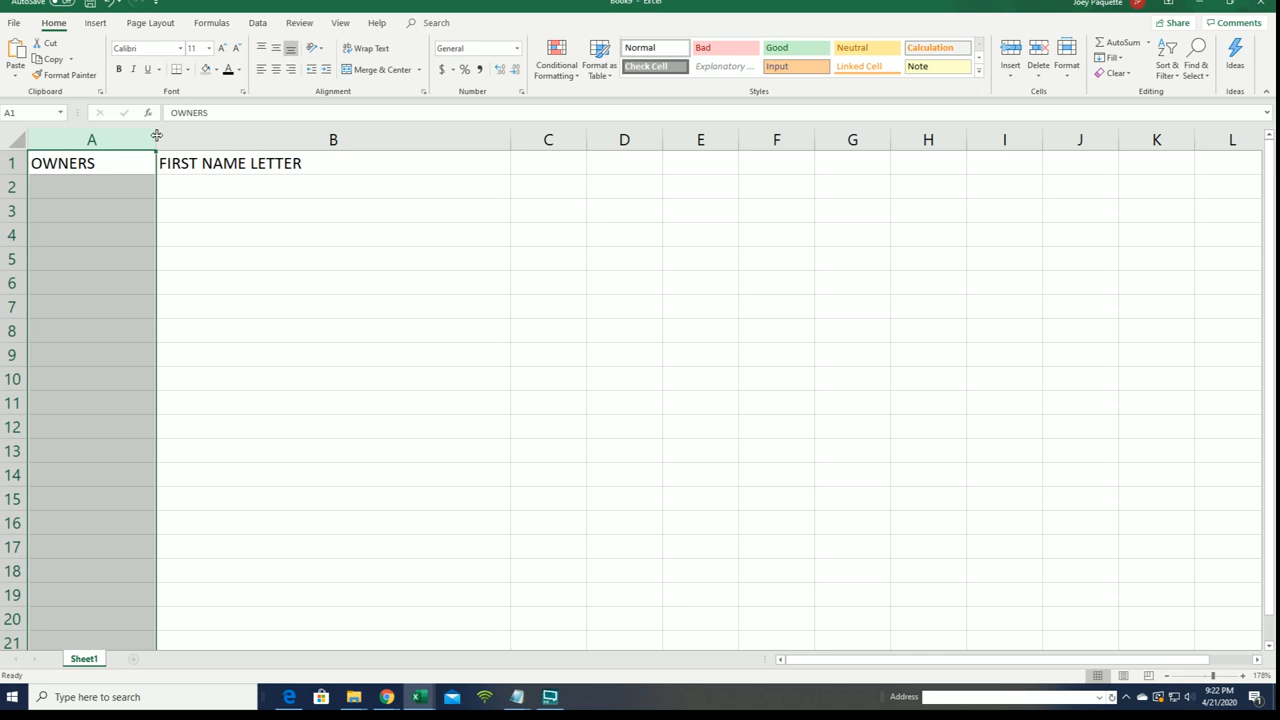 AutoSave Off Book9 - Excel Joey Paquette JP
File Home Insert Page Layout Formulas Data Review View Help Search Share Comments
Paste Cut Copy Format Painter Clipboard
Calibri 11 A A B I U A Font
ab Wrap Text Merge & Center Alignment
General $ % , Number
Conditional Formatting Format as Table
Normal Bad Good Neutral Calculation
Check Cell Explanatory ... Input Linked Cell Note
Styles
Insert Delete Format Cells
AutoSum Fill Clear Sort & Filter Find & Select Editing
Ideas Ideas
A1 fx OWNERS
A B C D E F G H I J K L
1 OWNERS FIRST NAME LETTER
2
3
4
5
6
7
8
9
10
11
12
13
14
15
16
17
18
19
20
21
Sheet1
Ready 178%
Type here to search Address 9:22 PM
4/21/2020